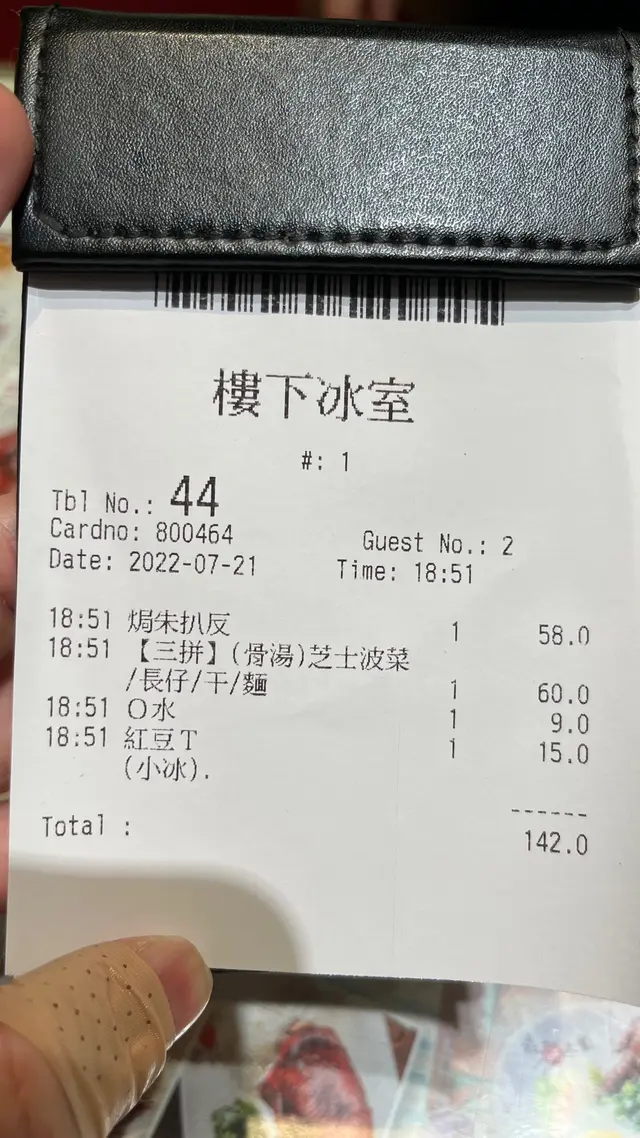 樓下冰室
#: 1
Tbl No.: 44
Cardno: 800464 Guest No.: 2
Date: 2022-07-21 Time: 18:51
18:51 焗朱扒反 1 58.0
18:51 【三拼】(骨湯)芝士波菜
/長仔/干/麵 1 60.0
18:51 O水 1 9.0
18:51 紅豆T 1 15.0
(小冰).
------
Total : 142.0